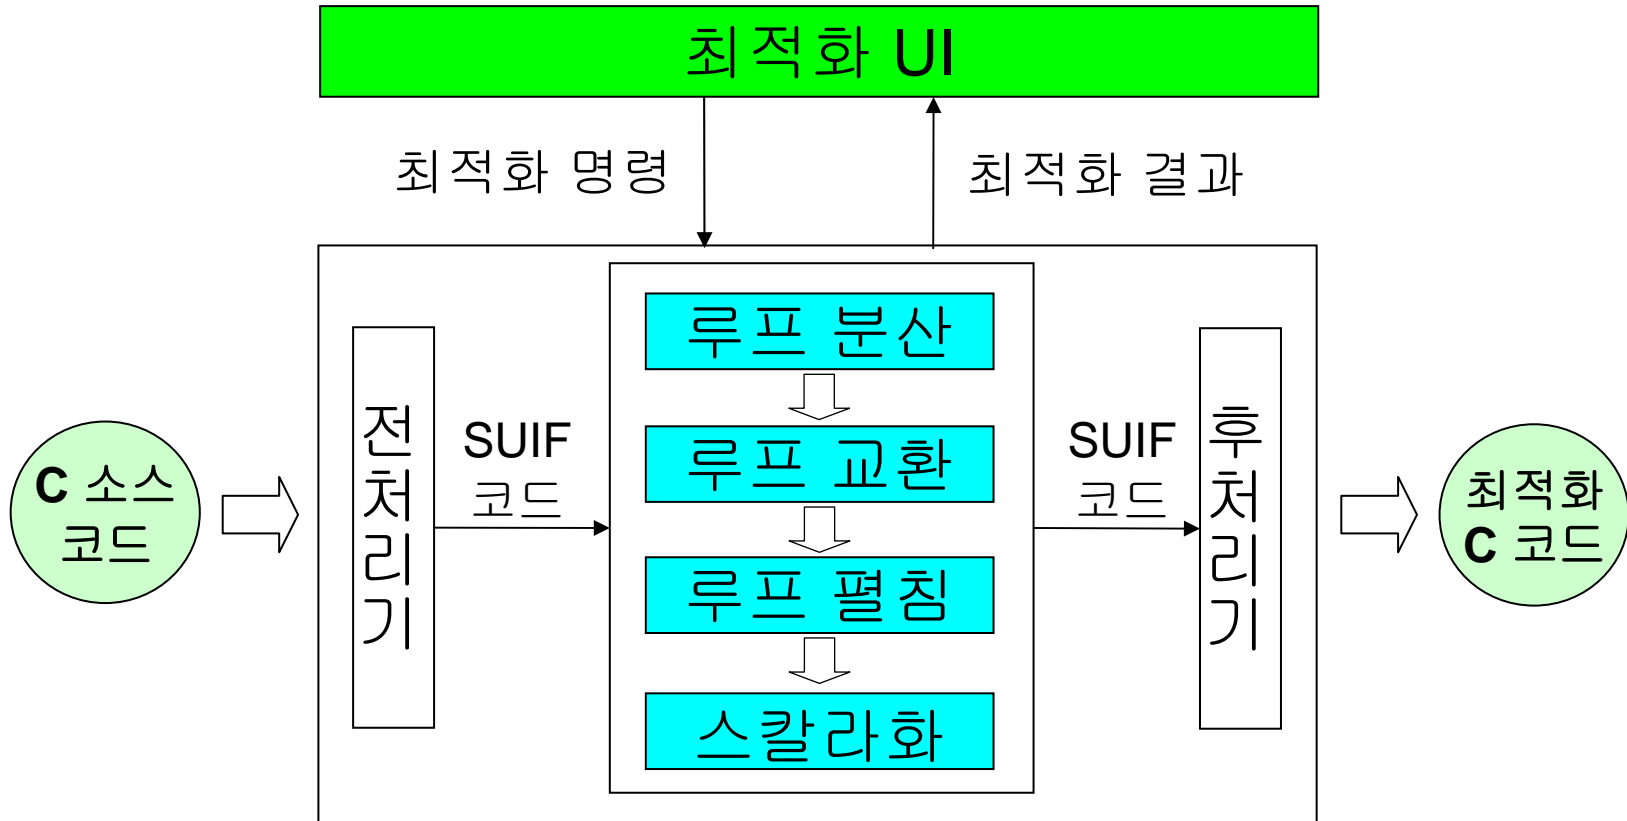 최적화 UI
최적화 명령
최적화 결과
C 소스
코드
전처리기
SUIF
코드
루프 분산
루프 교환
루프 펼침
스칼라화
SUIF
코드
후처리기
최적화
C 코드